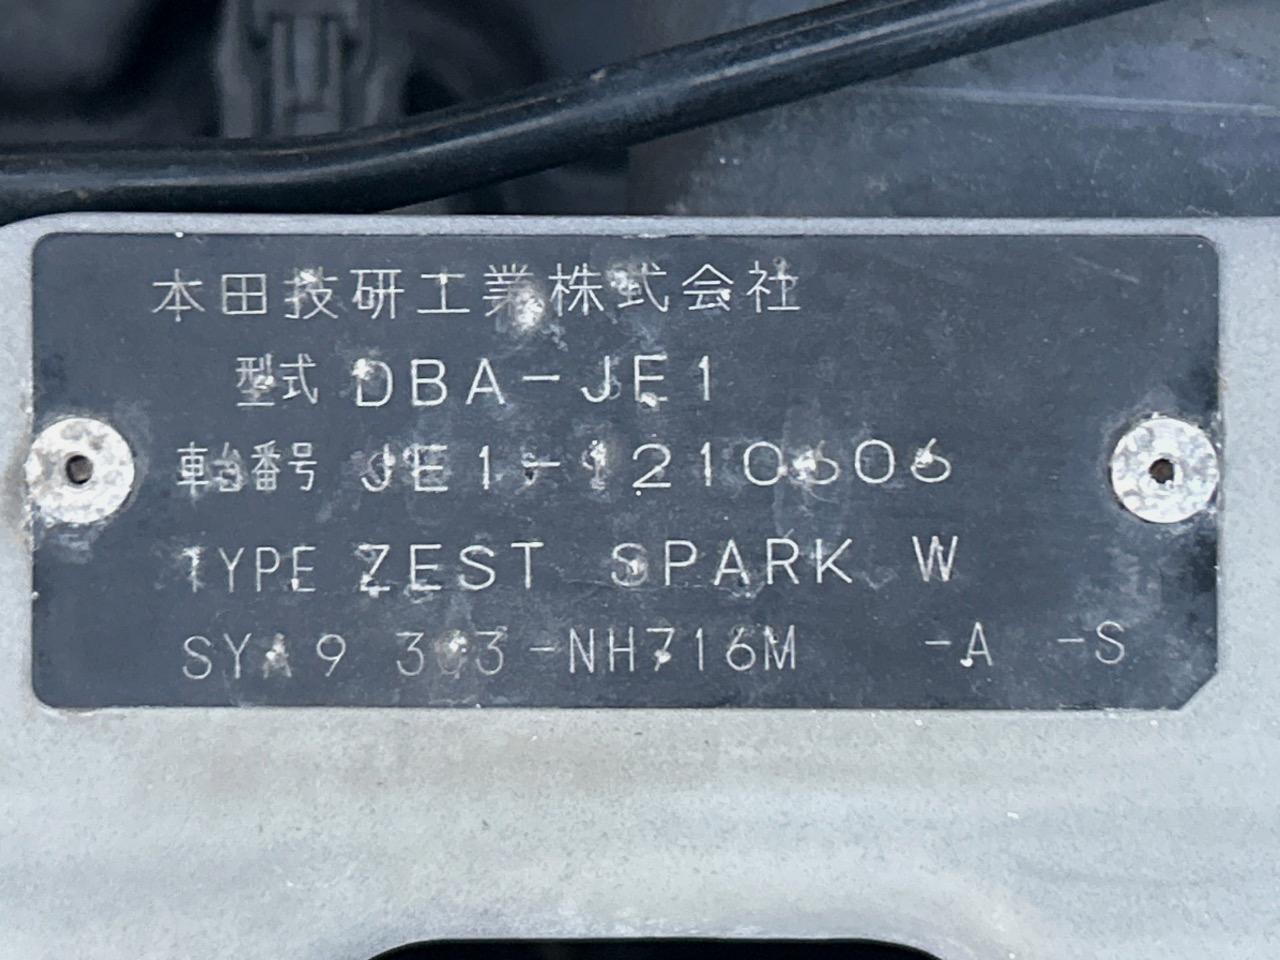 本田技研工業株式会社
型式 DBA-JE1
車台番号 JE1-1210606
TYPE ZEST SPARK W
SYA9 303-NH716M -A -S